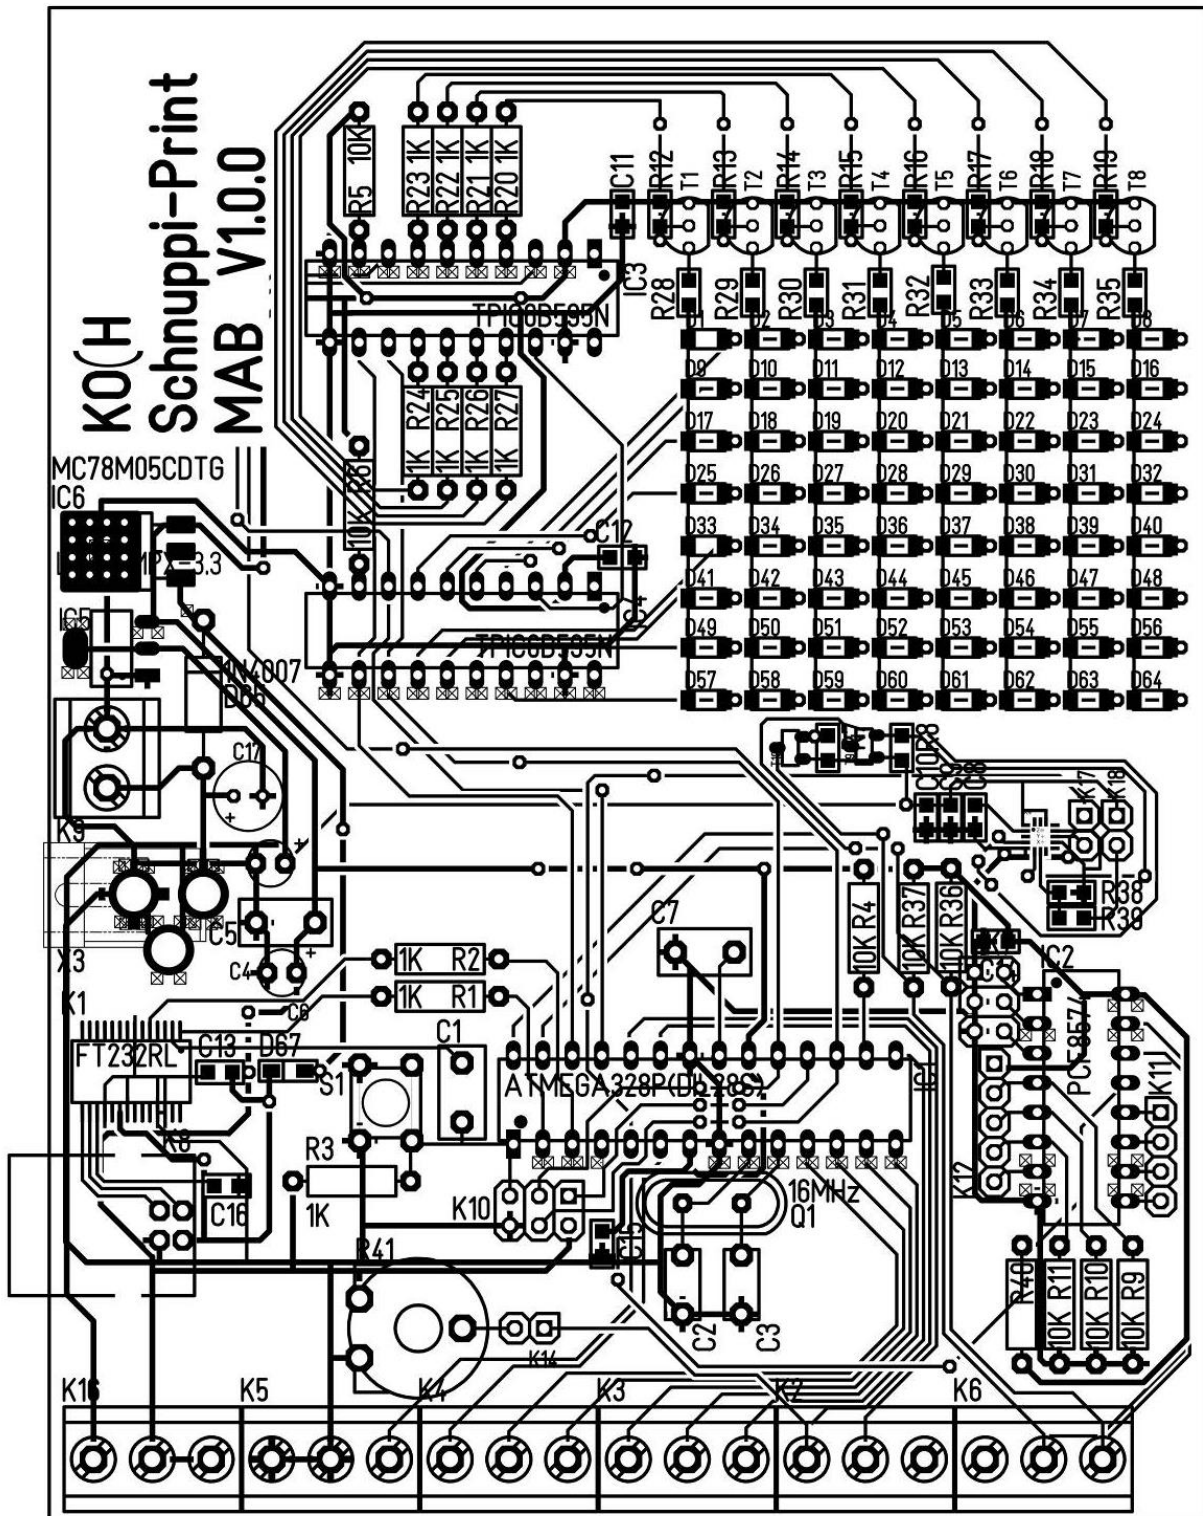 KO(H
Schnuppi-Print
MAB V1.0.0
MC78M05CDTG
IC6
IC5
1N4007
D65
C17
K9
C5
C4
C6
X3
K1
FT232RL
C13
D67
K8
C16
S1
C1
R3
1K
R41
K10
K14
R5 10K
R23 1K
R22 1K
R21 1K
R20 1K
C11
IC3
TPIC6B595N
1K R24
1K R25
1K R26
1K R27
10K R6
C12
TPIC6B595N
R12 R13 R14 R15 R16 R17 R18 R19
T1 T2 T3 T4 T5 T6 T7 T8
R28 R29 R30 R31 R32 R33 R34 R35
D1 D2 D3 D4 D5 D6 D7 D8
D9 D10 D11 D12 D13 D14 D15 D16
D17 D18 D19 D20 D21 D22 D23 D24
D25 D26 D27 D28 D29 D30 D31 D32
D33 D34 D35 D36 D37 D38 D39 D40
D41 D42 D43 D44 D45 D46 D47 D48
D49 D50 D51 D52 D53 D54 D55 D56
D57 D58 D59 D60 D61 D62 D63 D64
K17
K18
R38
R39
C7
10K R4
10K R37
10K R36
1K R2
1K R1
IC2
PCF8574
K11
K12
ATMEGA328P(DIL28S)
16MHz
Q1
C2
C3
R40
10K R11
10K R10
10K R9
K16 K5 K4 K3 K2 K6